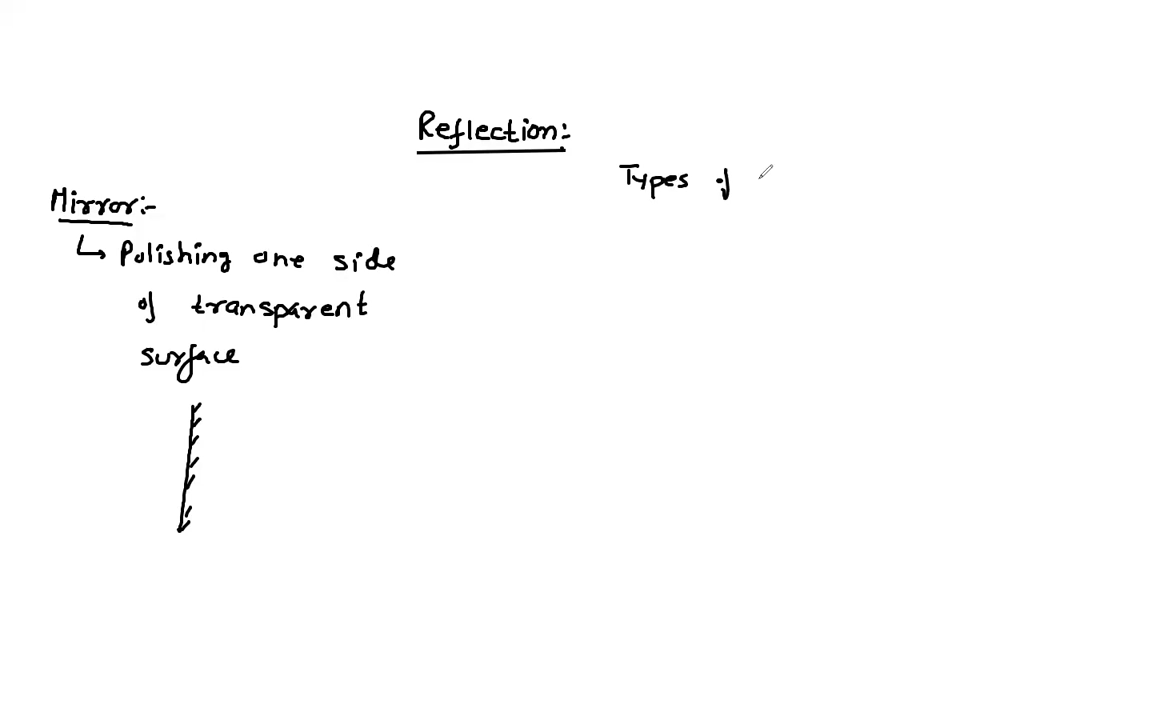 Reflection:-
Types of
Mirror:-
↳ Polishing one side
of transparent
surface